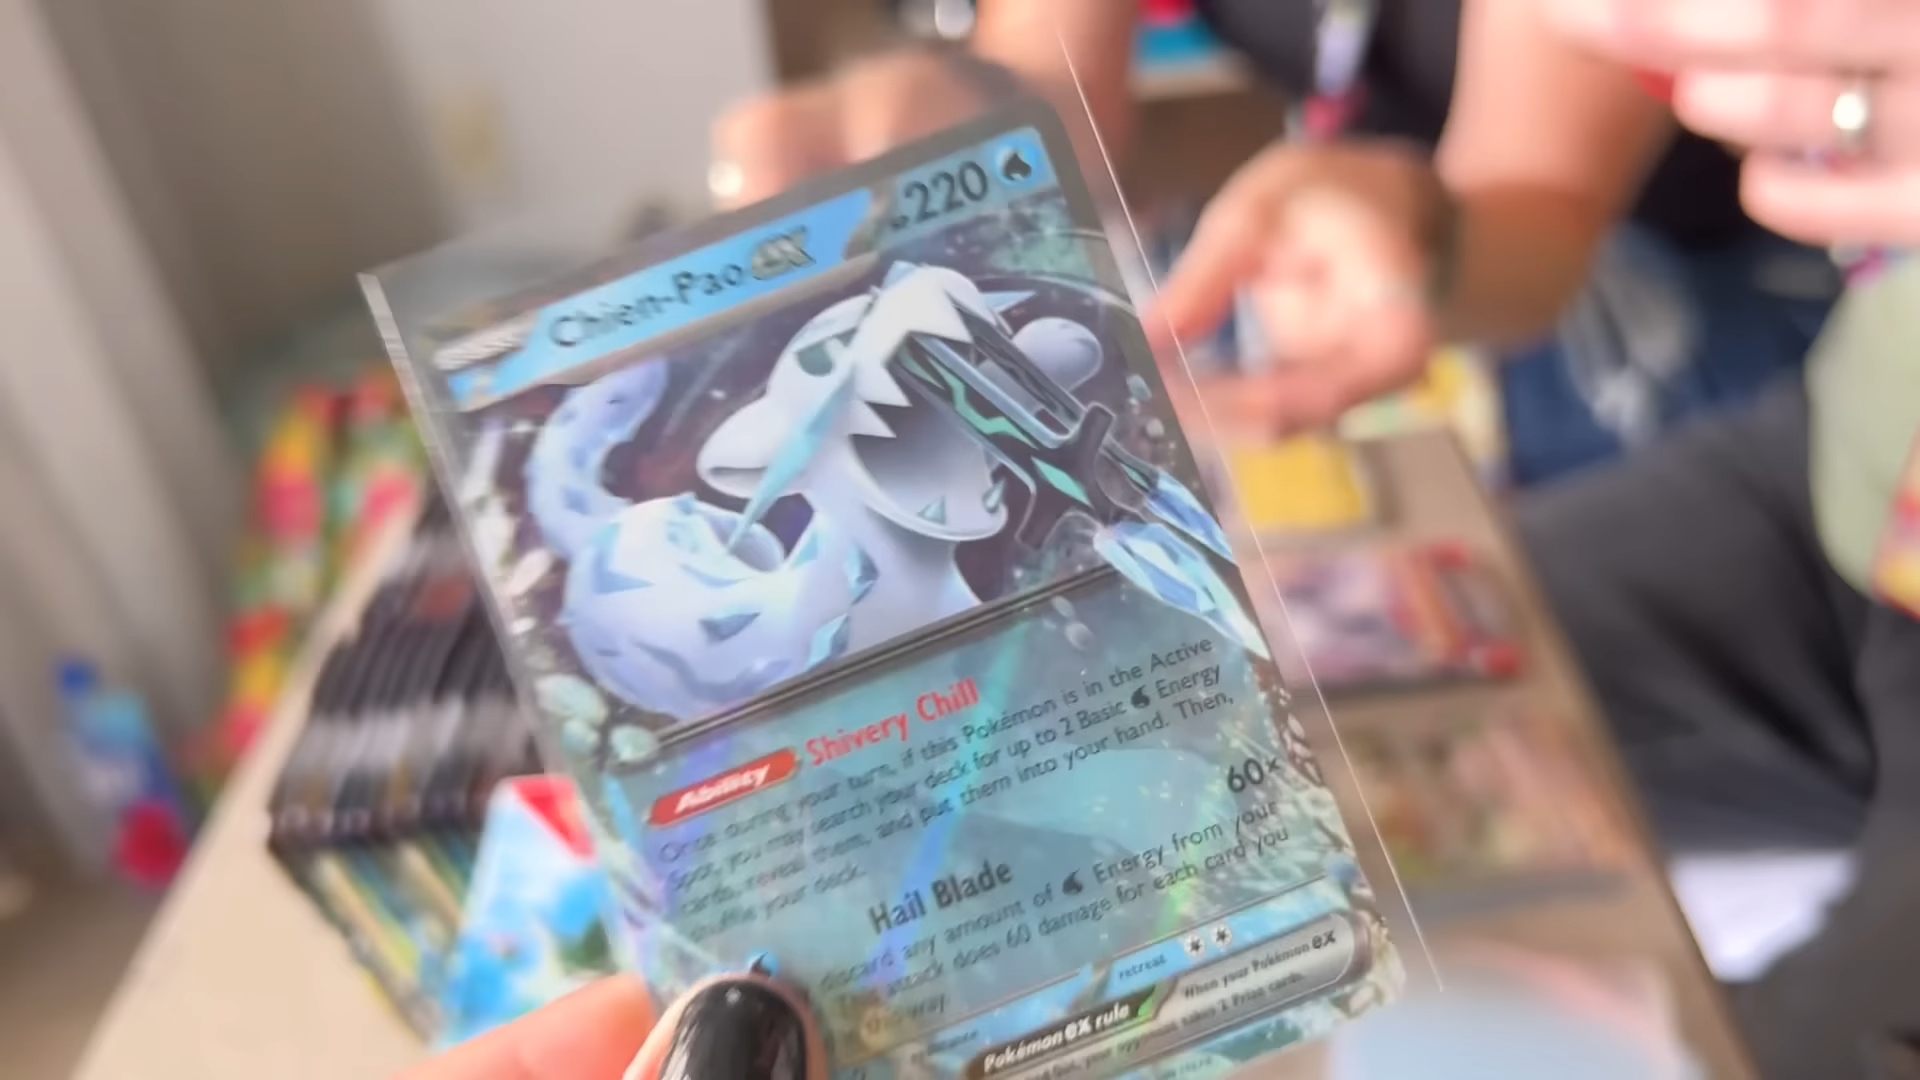 Chien-Pao ex
220
Ability Shivery Chill
Once during your turn, if this Pokémon is in the Active
Spot, you may search your deck for up to 2 Basic Energy
cards, reveal them, and put them into your hand. Then,
shuffle your deck.
Hail Blade 60×
discard any amount of Energy from your
This attack does 60 damage for each card you
way.
retreat
Pokémon ex rule
When your Pokémon ex
takes 2 Prize cards.